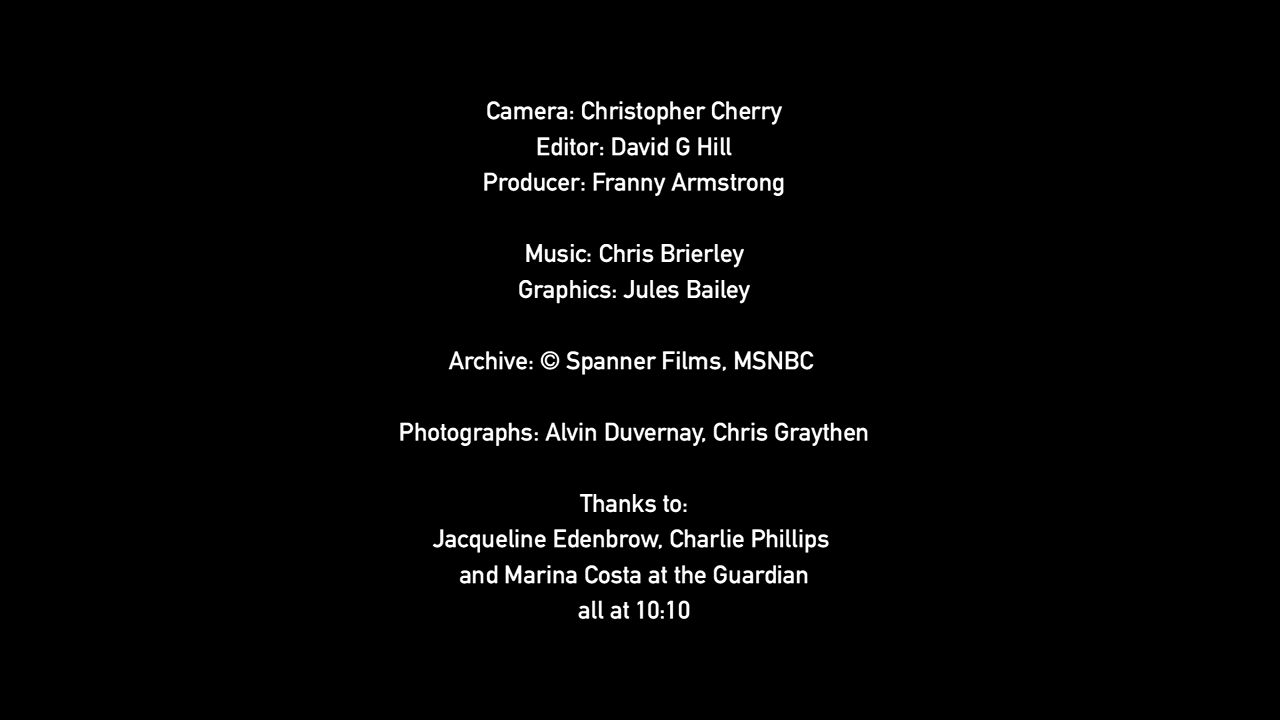 Camera: Christopher Cherry
Editor: David G Hill
Producer: Franny Armstrong
Music: Chris Brierley
Graphics: Jules Bailey
Archive: © Spanner Films, MSNBC
Photographs: Alvin Duvernay, Chris Graythen
Thanks to:
Jacqueline Edenbrow, Charlie Phillips
and Marina Costa at the Guardian
all at 10:10